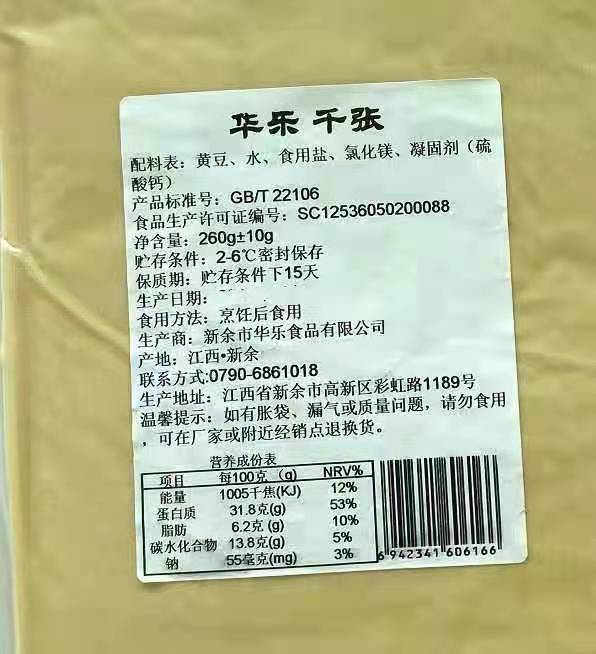 华乐 千张
配料表：黄豆、水、食用盐、氯化镁、凝固剂（硫
酸钙）
产品标准号：GB/T 22106
食品生产许可证编号：SC12536050200088
净含量：260g±10g
贮存条件：2-6℃密封保存
保质期：贮存条件下15天
生产日期：
食用方法：烹饪后食用
生产商：新余市华乐食品有限公司
产地：江西•新余
联系方式:0790-6861018
生产地址：江西省新余市高新区彩虹路1189号
温馨提示：如有胀袋、漏气或质量问题，请勿食用
，可在厂家或附近经销点退换货。
营养成份表
项目 每100克（g） NRV%
能量 1005千焦(KJ) 12%
蛋白质 31.8克(g) 53%
脂肪 6.2克 (g) 10%
碳水化合物 13.8克(g) 5%
钠 55毫克(mg) 3%
6 942341 606166